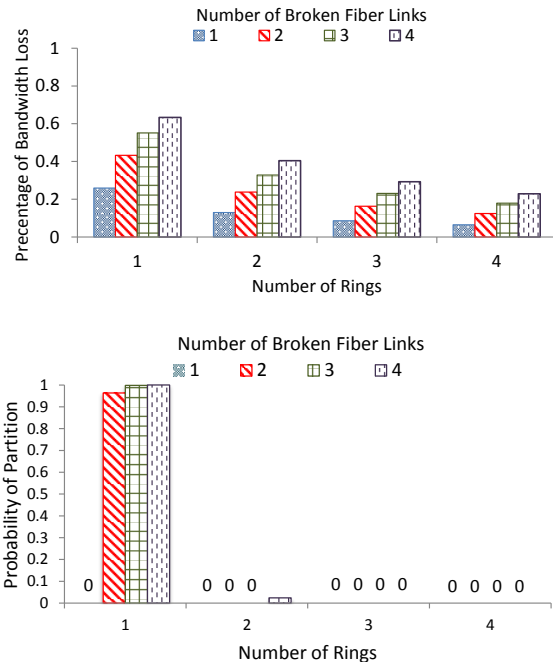 Number of Broken Fiber Links
1 2 3 4
Precentage of Bandwidth Loss
1
0.8
0.6
0.4
0.2
0
1 2 3 4
Number of Rings
Number of Broken Fiber Links
1 2 3 4
Probability of Partition
1
0.9
0.8
0.7
0.6
0.5
0.4
0.3
0.2
0.1
0
0 0 0 0 0 0 0 0 0 0 0 0
1 2 3 4
Number of Rings